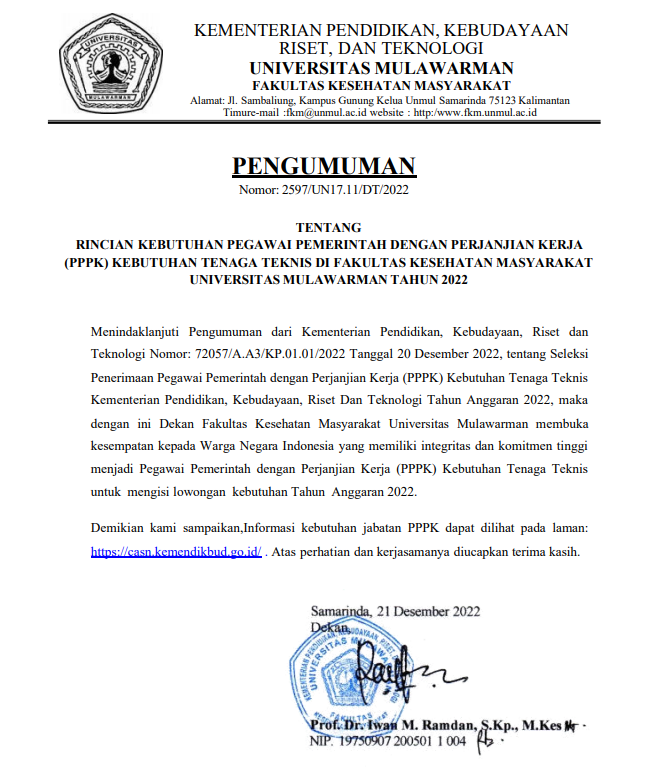 UNIVERSITAS
MULAWARMAN
KEMENTERIAN PENDIDIKAN, KEBUDAYAAN
RISET, DAN TEKNOLOGI
UNIVERSITAS MULAWARMAN
FAKULTAS KESEHATAN MASYARAKAT
Alamat: Jl. Sambaliung, Kampus Gunung Kelua Unmul Samarinda 75123 Kalimantan
Timure-mail :fkm@unmul.ac.id website : http:/www.fkm.unmul.ac.id
PENGUMUMAN
Nomor: 2597/UN17.11/DT/2022
TENTANG
RINCIAN KEBUTUHAN PEGAWAI PEMERINTAH DENGAN PERJANJIAN KERJA
(PPPK) KEBUTUHAN TENAGA TEKNIS DI FAKULTAS KESEHATAN MASYARAKAT
UNIVERSITAS MULAWARMAN TAHUN 2022
Menindaklanjuti Pengumuman dari Kementerian Pendidikan, Kebudayaan, Riset dan
Teknologi Nomor: 72057/A.A3/KP.01.01/2022 Tanggal 20 Desember 2022, tentang Seleksi
Penerimaan Pegawai Pemerintah dengan Perjanjian Kerja (PPPK) Kebutuhan Tenaga Teknis
Kementerian Pendidikan, Kebudayaan, Riset Dan Teknologi Tahun Anggaran 2022, maka
dengan ini Dekan Fakultas Kesehatan Masyarakat Universitas Mulawarman membuka
kesempatan kepada Warga Negara Indonesia yang memiliki integritas dan komitmen tinggi
menjadi Pegawai Pemerintah dengan Perjanjian Kerja (PPPK) Kebutuhan Tenaga Teknis
untuk mengisi lowongan kebutuhan Tahun Anggaran 2022.
Demikian kami sampaikan,Informasi kebutuhan jabatan PPPK dapat dilihat pada laman:
https://casn.kemendikbud.go.id/ . Atas perhatian dan kerjasamanya diucapkan terima kasih.
Samarinda, 21 Desember 2022
Dekan
KEMENTERIAN PENDIDIKAN, KEBUDAYAAN, RISET
UNIVERSITAS MULAWARMAN
FAKULTAS
Prof. Dr. Iwan M. Ramdan, S.Kp., M.Kes
NIP. 19750907 200501 1 004